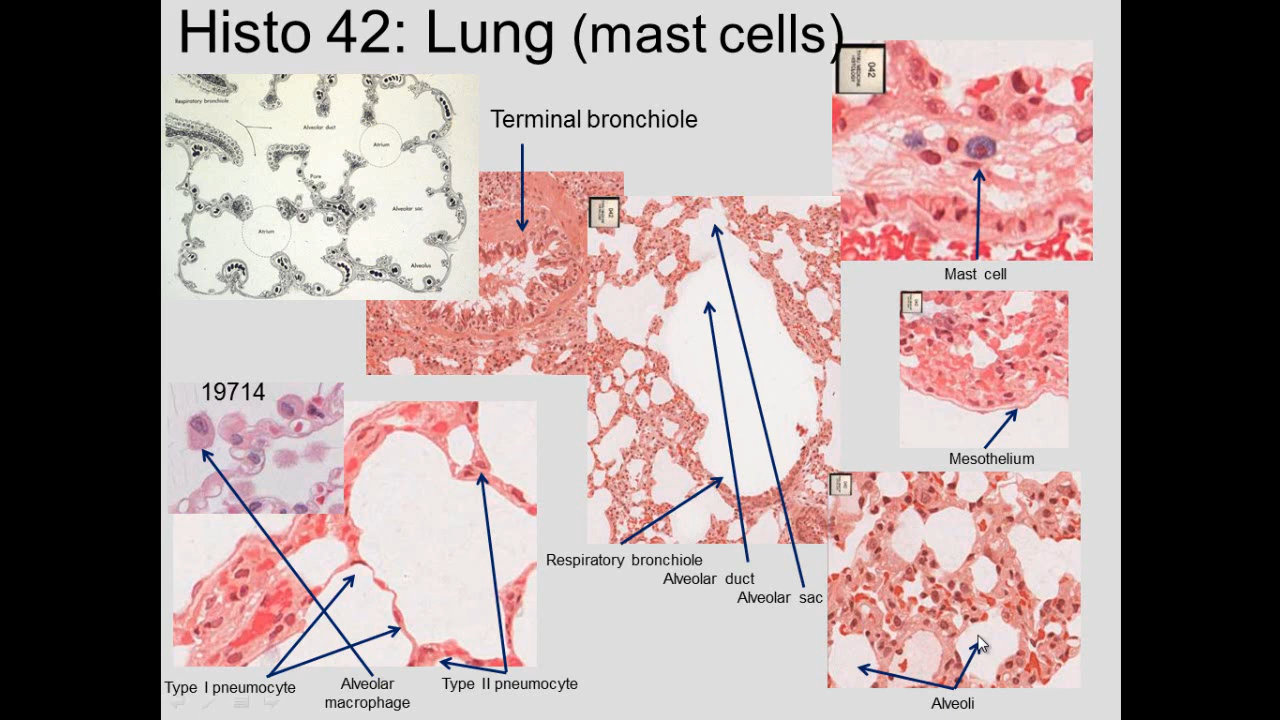 Histo 42: Lung (mast cells)
Respiratory bronchiole
Alveolar duct
Atrium
Pore
Alveolar sac
Atrium
Alveolus
Terminal bronchiole
042
Mast cell
Mesothelium
19714
Respiratory bronchiole
Alveolar duct
Alveolar sac
Type I pneumocyte
Alveolar
macrophage
Type II pneumocyte
Alveoli